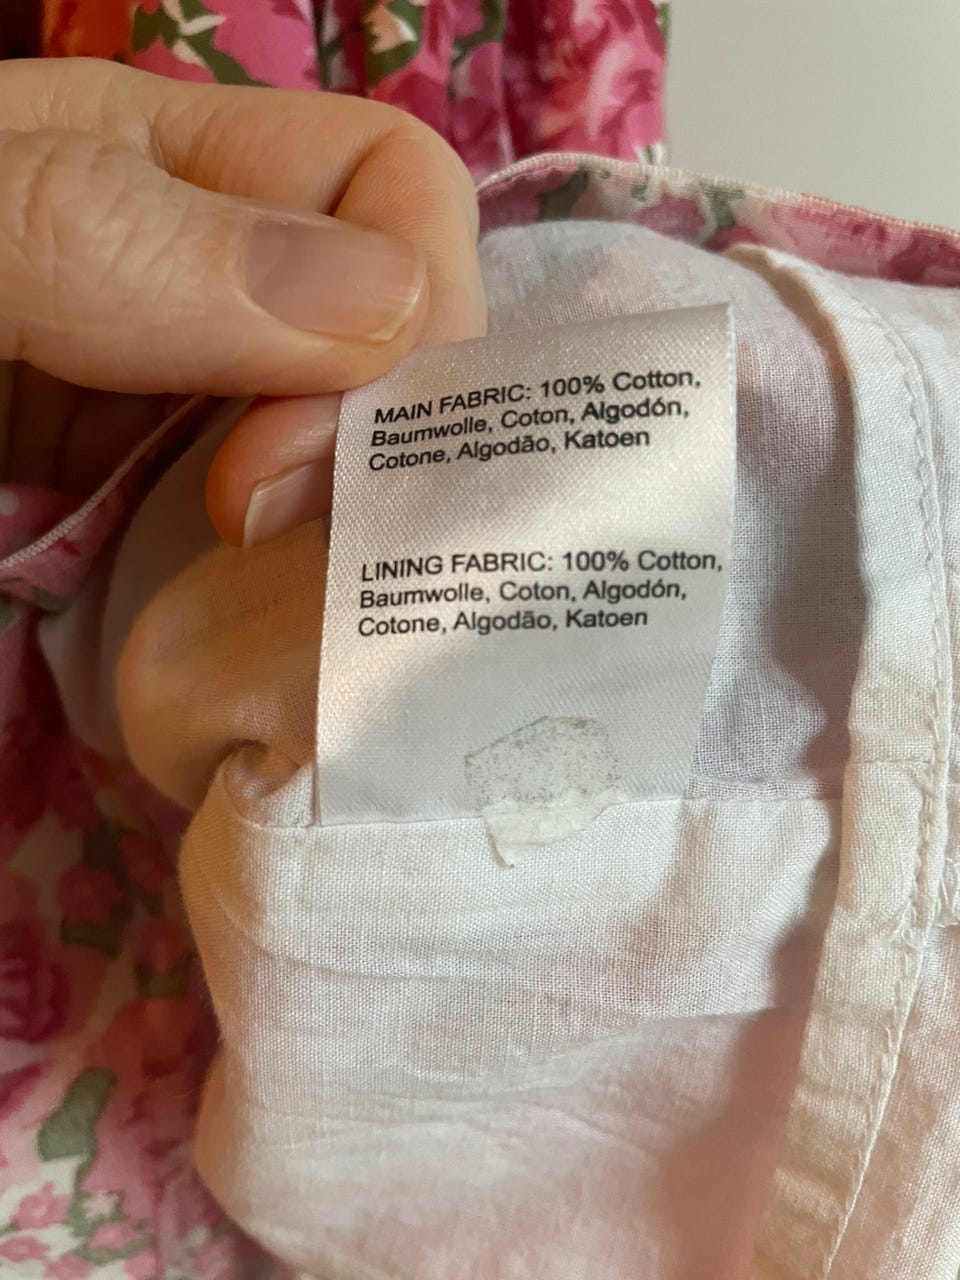 MAIN FABRIC: 100% Cotton,
Baumwolle, Coton, Algodón,
Cotone, Algodão, Katoen
LINING FABRIC: 100% Cotton,
Baumwolle, Coton, Algodón,
Cotone, Algodão, Katoen